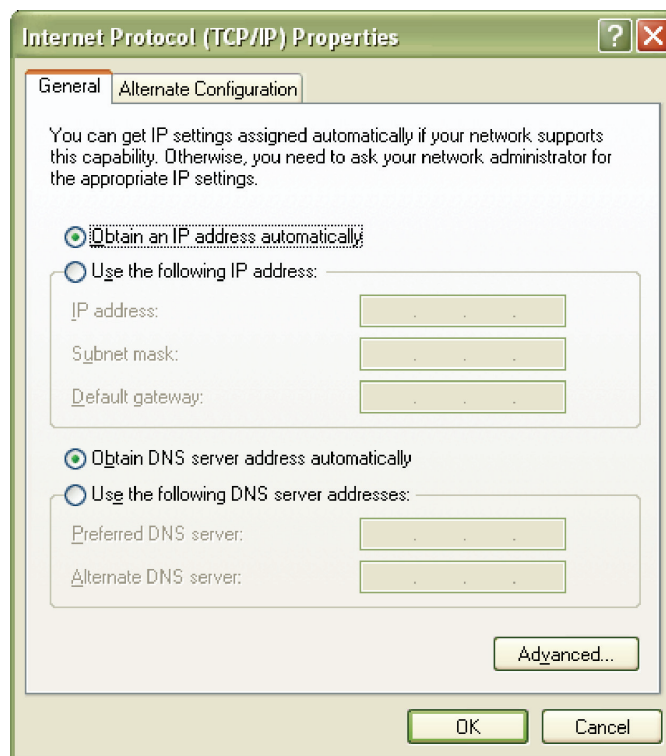 Internet Protocol (TCP/IP) Properties
General
Alternate Configuration
You can get IP settings assigned automatically if your network supports
this capability. Otherwise, you need to ask your network administrator for
the appropriate IP settings.
Obtain an IP address automatically
Use the following IP address:
IP address:
Subnet mask:
Default gateway:
Obtain DNS server address automatically
Use the following DNS server addresses:
Preferred DNS server:
Alternate DNS server:
Advanced...
OK
Cancel